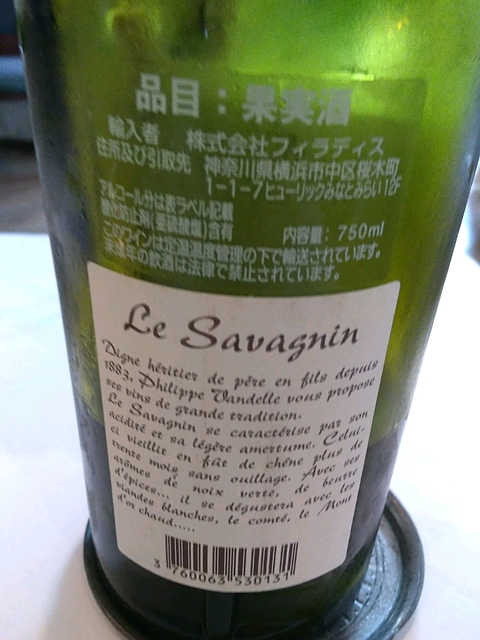 品目：果実酒
輸入者 株式会社フィラディス
住所及び引取先 神奈川県横浜市中区桜木町
1-1-7ヒューリックみなとみらい12F
アルコール分は表ラベル記載
酸化防止剤(亜硫酸塩)含有 内容量：750ml
このワインは定温温度管理の下で輸送されています。
未成年の飲酒は法律で禁止されています。
Le Savagnin
Digne héritier de père en fils depuis
1883, Philippe Vandelle vous propose
ses vins de grande tradition.
Le Savagnin se caractérise par son
acidité et sa légère amertume. Celui-
ci vieillit en fût de chêne plus de
trente mois sans ouillage. Avec ses
arômes de noix verte, de beurre
d'épices... il se dégustera avec les
viandes blanches, le comté, le Mont
d'or chaud.....
3 760063 530131